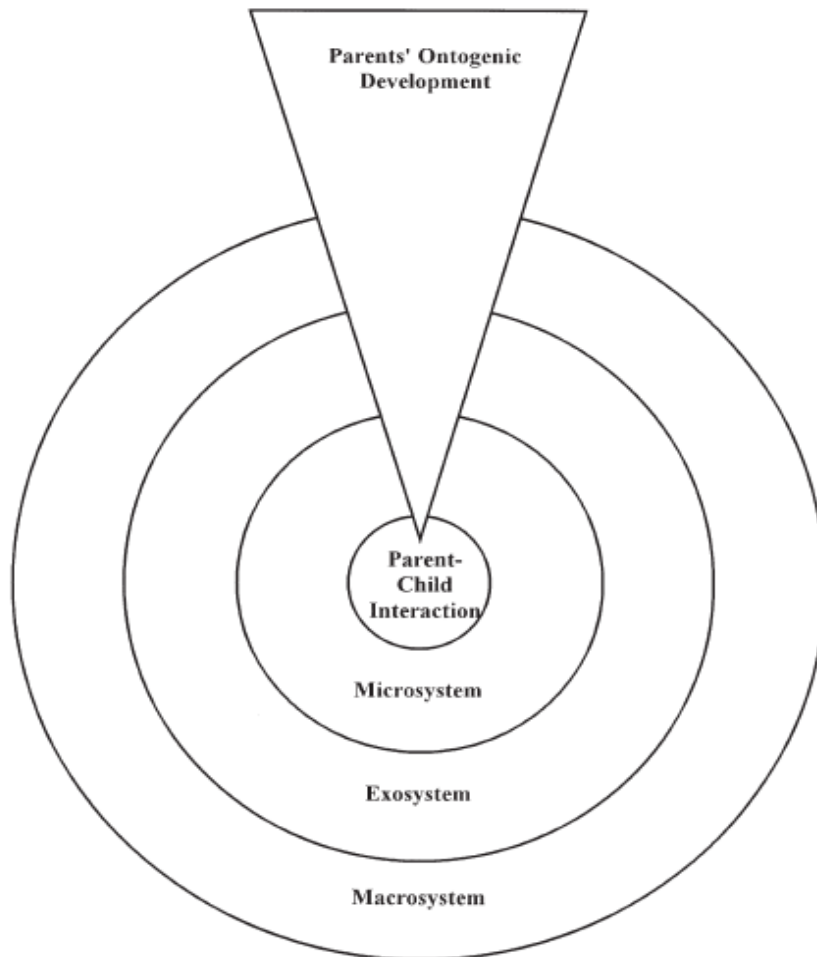 Parents' Ontogenic
Development
Parent-
Child
Interaction
Microsystem
Exosystem
Macrosystem